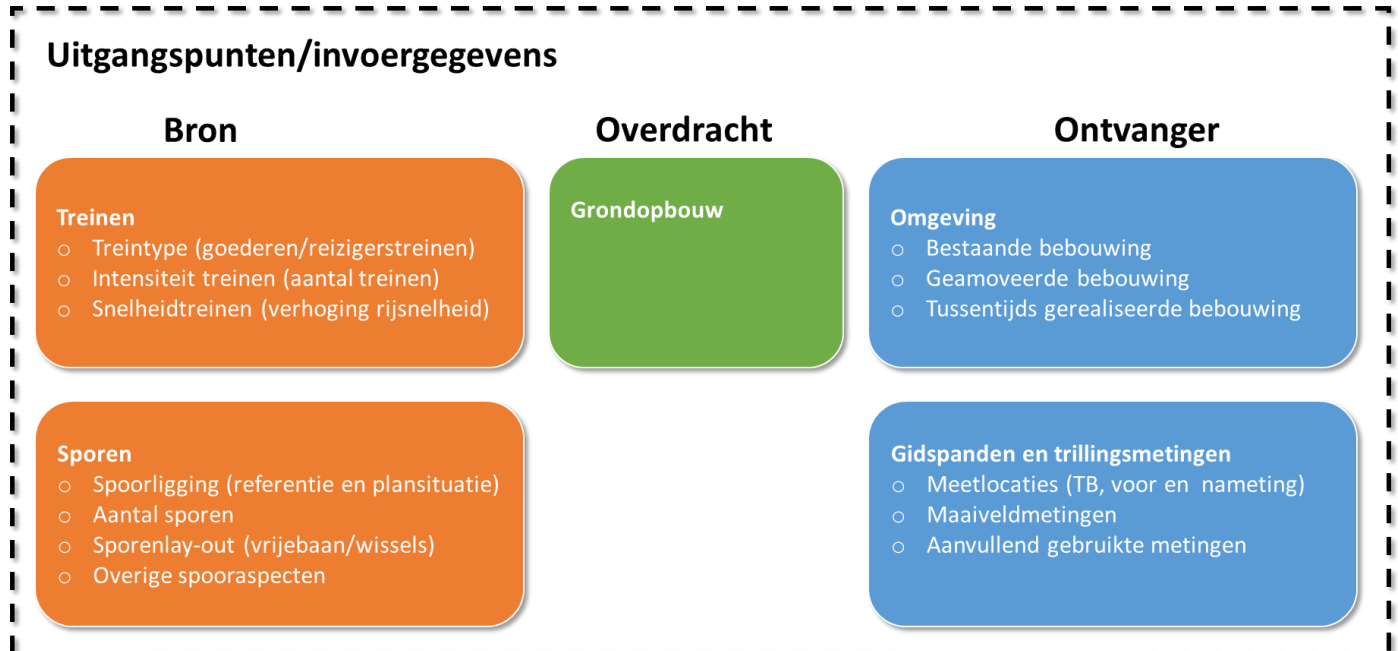 Uitgangspunten/invoergegevens
Bron
Treinen
o Treintype (goederen/reizigerstreinen)
o Intensiteit treinen (aantal treinen)
o Snelheidtreinen (verhoging rijsnelheid)
Sporen
o Spoorligging (referentie en plansituatie)
o Aantal sporen
o Sporenlay-out (vrijebaan/wissels)
o Overige spooraspecten
Overdracht
Grondopbouw
Ontvanger
Omgeving
o Bestaande bebouwing
o Geamoveerde bebouwing
o Tussentijds gerealiseerde bebouwing
Gidspanden en trillingsmetingen
o Meetlocaties (TB, voor en nameting)
o Maaiveldmetingen
o Aanvullend gebruikte metingen